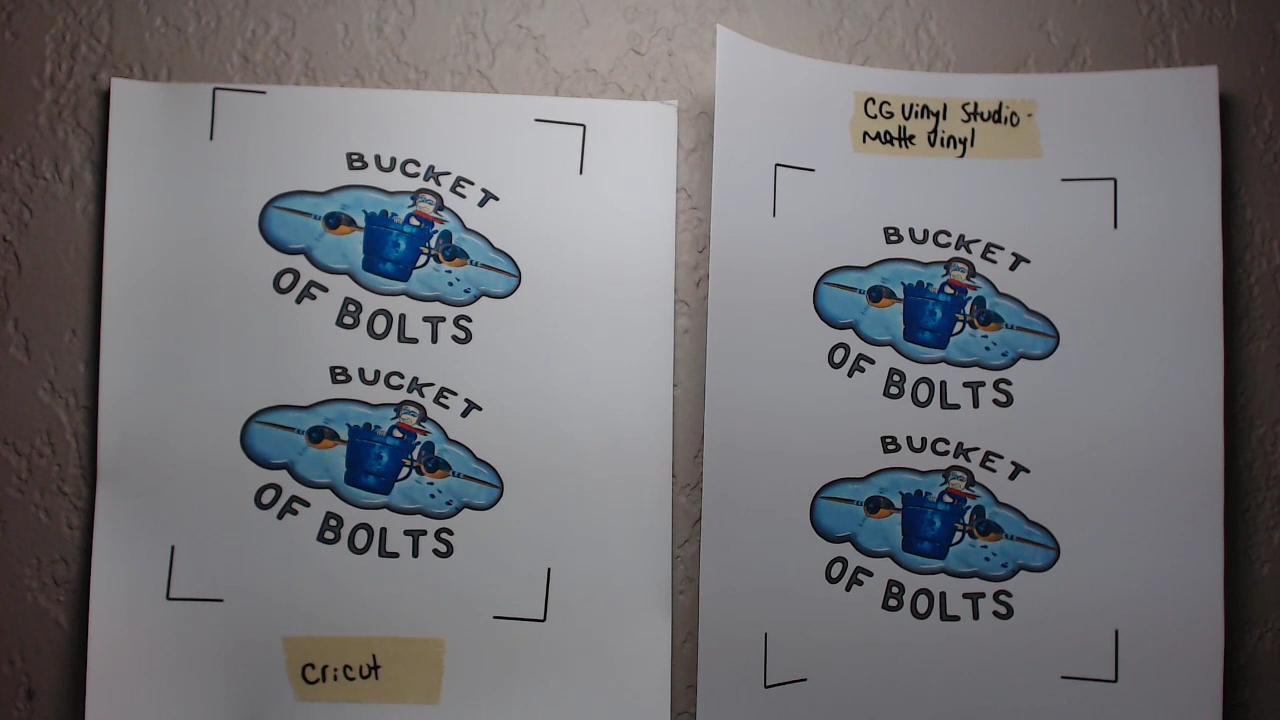 BUCKET
OF BOLTS
BUCKET
OF BOLTS
Cricut
CG Vinyl Studio -
Matte Vinyl
BUCKET
OF BOLTS
BUCKET
OF BOLTS